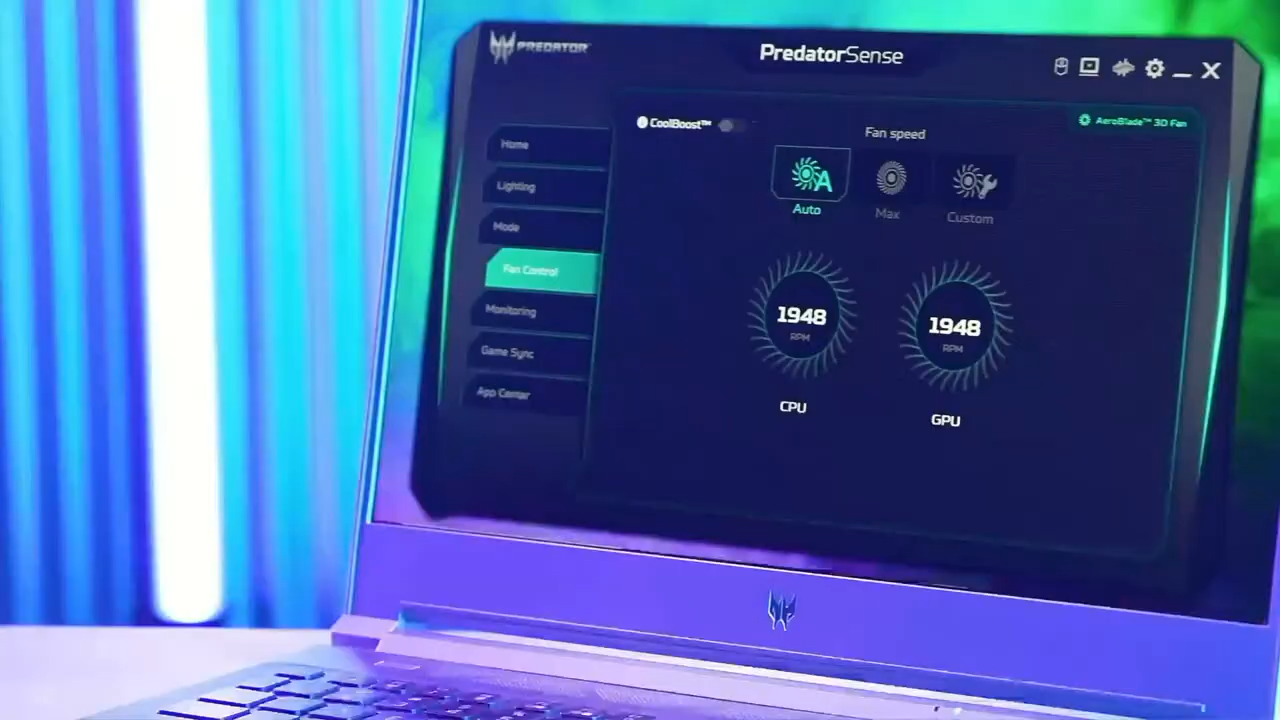 PREDATOR
PredatorSense
CoolBoost™
Fan speed
AeroBlade™ 3D Fan
Home
Lighting
Mode
Fan Control
Monitoring
Game Sync
App Center
Auto
Max
Custom
1948
RPM
CPU
1948
RPM
GPU